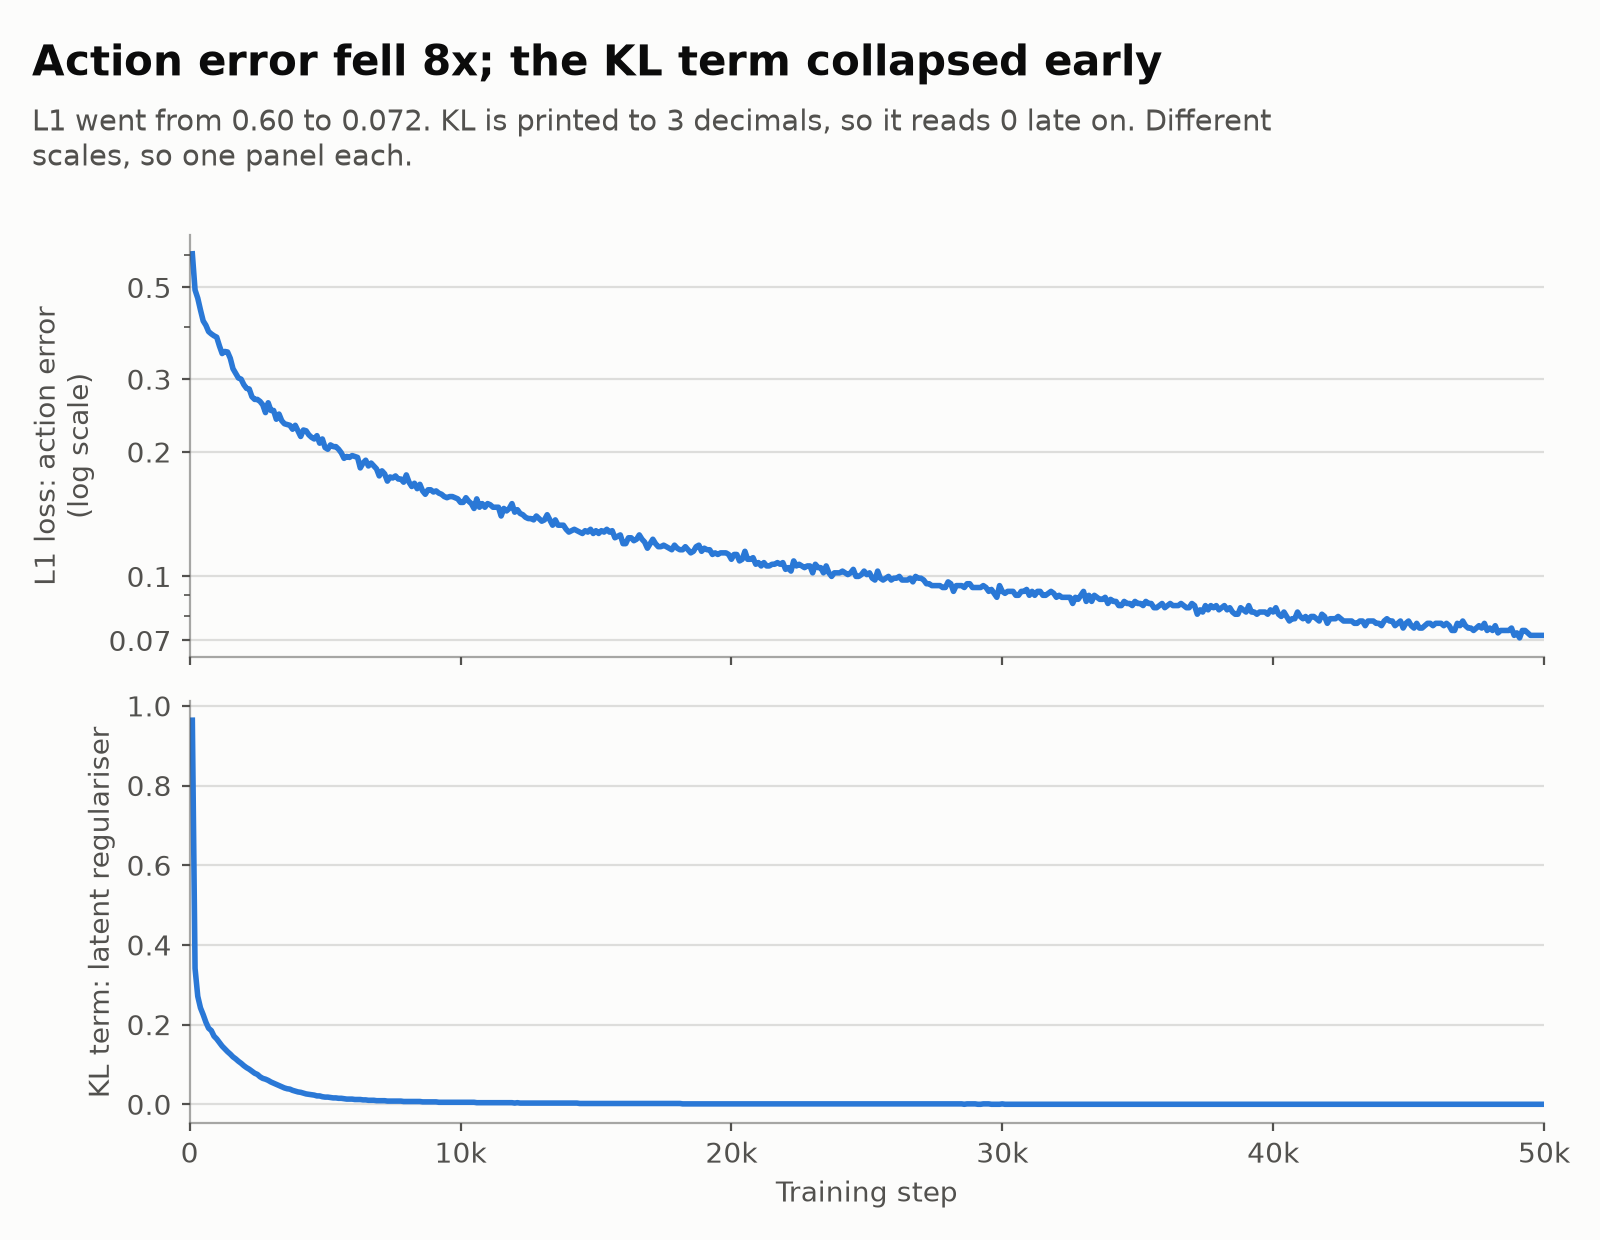 Action error fell 8x; the KL term collapsed early
L1 went from 0.60 to 0.072. KL is printed to 3 decimals, so it reads 0 late on. Different
scales, so one panel each.
L1 loss: action error
(log scale)
0.5
0.3
0.2
0.1
0.07
KL term: latent regulariser
1.0
0.8
0.6
0.4
0.2
0.0
0
10k
20k
30k
40k
50k
Training step